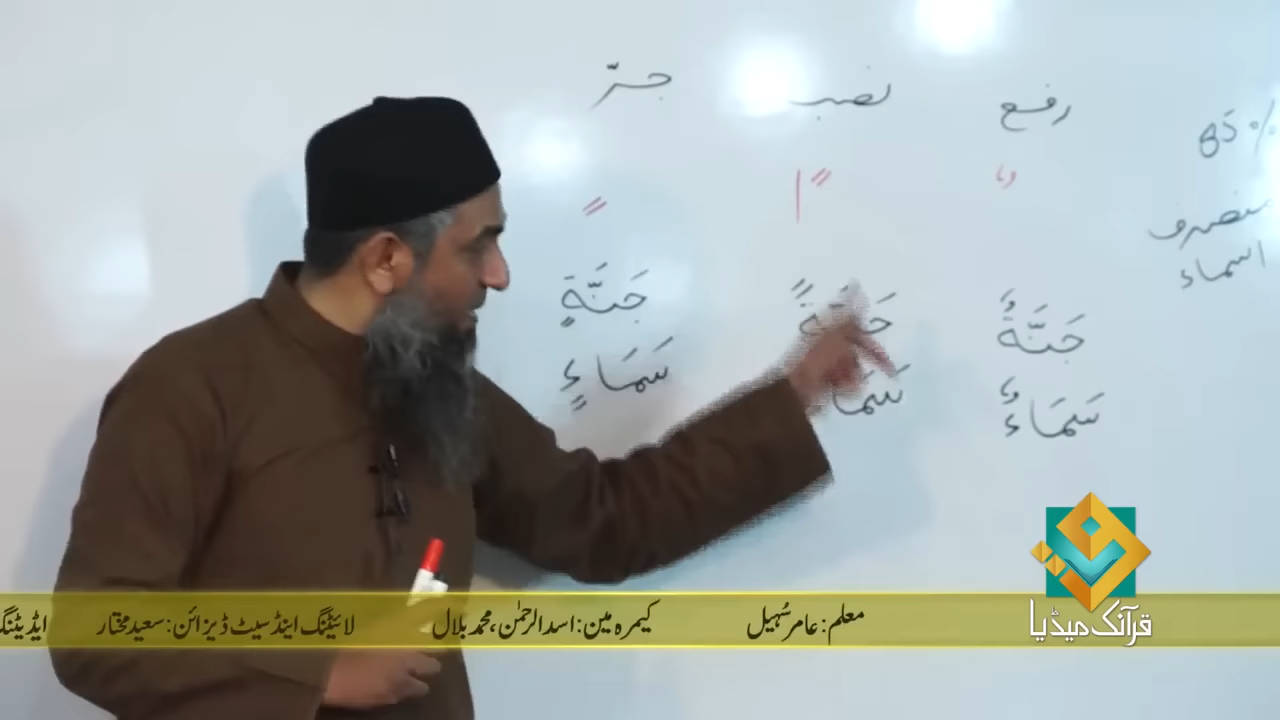 رفع نصب جرّ
85%
منصرف
اسماء
ٌ ًا ٍ
جَنَّةٌ جَنَّةً جَنَّةٍ
سَمَاءٌ سَمَا سَمَاءٍ
معلم: عامر سُہیل کیمرہ مین: اسد الرحمٰن، محمد بلال لائیٹنگ اینڈ سیٹ ڈیزائن: سعید مختار ایڈیٹنگ
قرآنک میڈیا